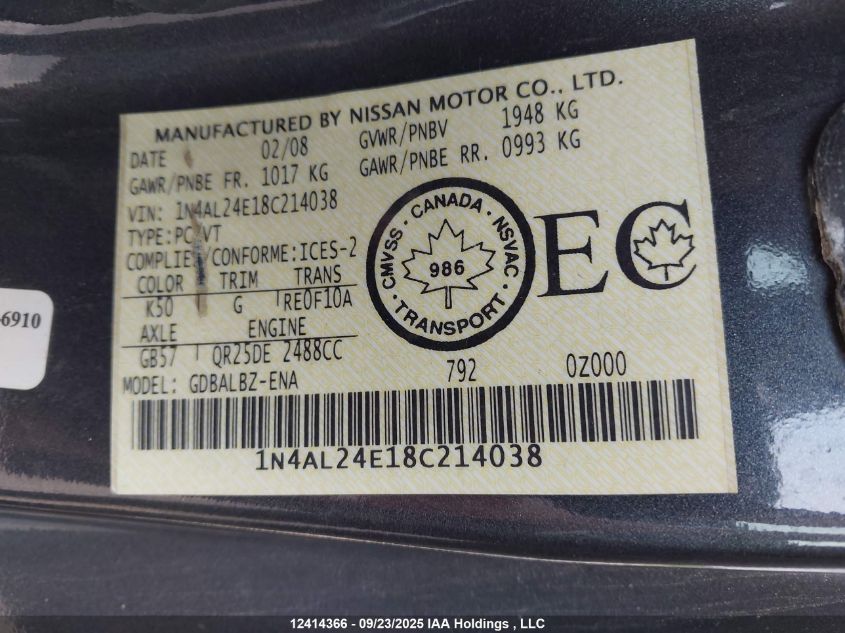 MANUFACTURED BY NISSAN MOTOR CO., LTD.
DATE 02/08 GVWR/PNBV 1948 KG
GAWR/PNBE FR. 1017 KG GAWR/PNBE RR. 0993 KG
VIN: 1N4AL24E18C214038
TYPE:PC/VT
COMPLIE /CONFORME:ICES-2
COLOR TRIM TRANS
K50 G RE0F10A
AXLE ENGINE
GB57 QR25DE 2488CC
MODEL: GDBALBZ-ENA
CMVSS · CANADA · NSVAC · TRANSPORT ·
986
EC
792 0Z000
1N4AL24E18C214038
6910
12414366 - 09/23/2025 IAA Holdings , LLC